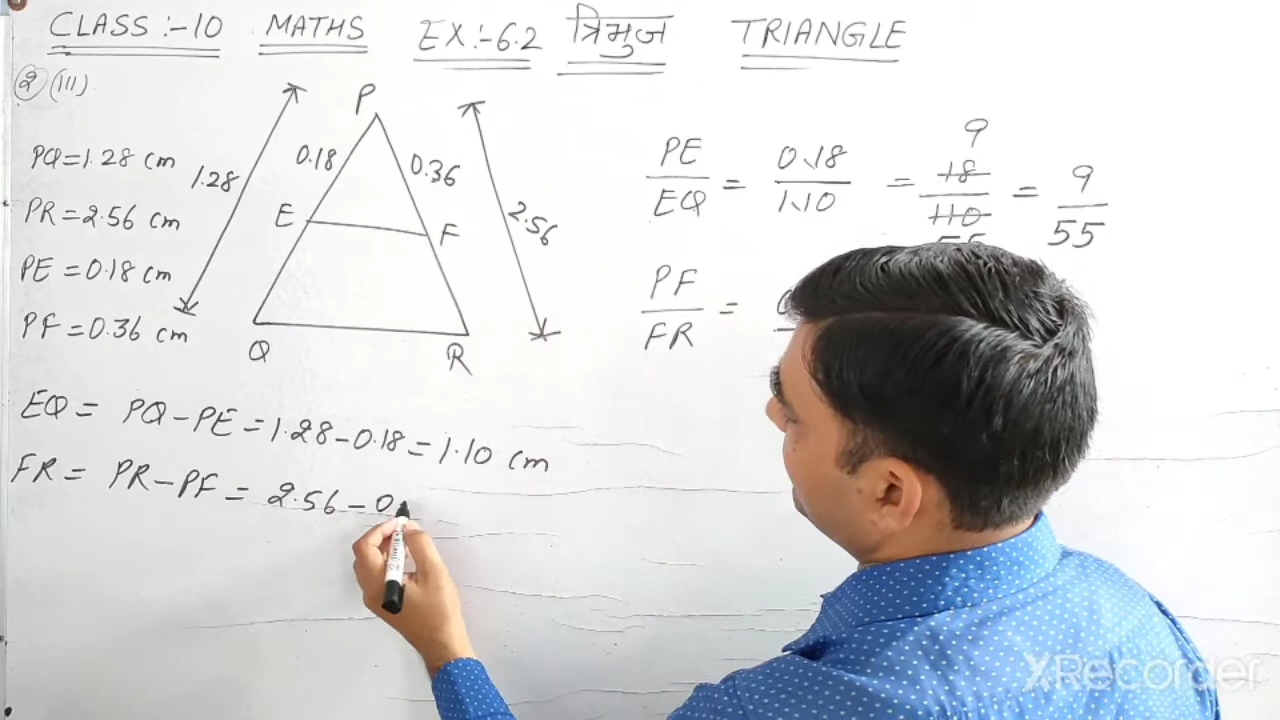 CLASS :-10 MATHS EX:-6.2 त्रिभुज TRIANGLE
2 (III)
PQ=1.28 cm
PR=2.56 cm
PE=0.18 cm
PF=0.36 cm
1.28
P
0.18
0.36
2.56
E
F
Q
R
PE/EQ = 0.18/1.10 = 18/110 = 9/55
9
PF/FR =
EQ = PQ-PE=1.28-0.18=1.10 cm
FR = PR-PF = 2.56-0.
XRecorder